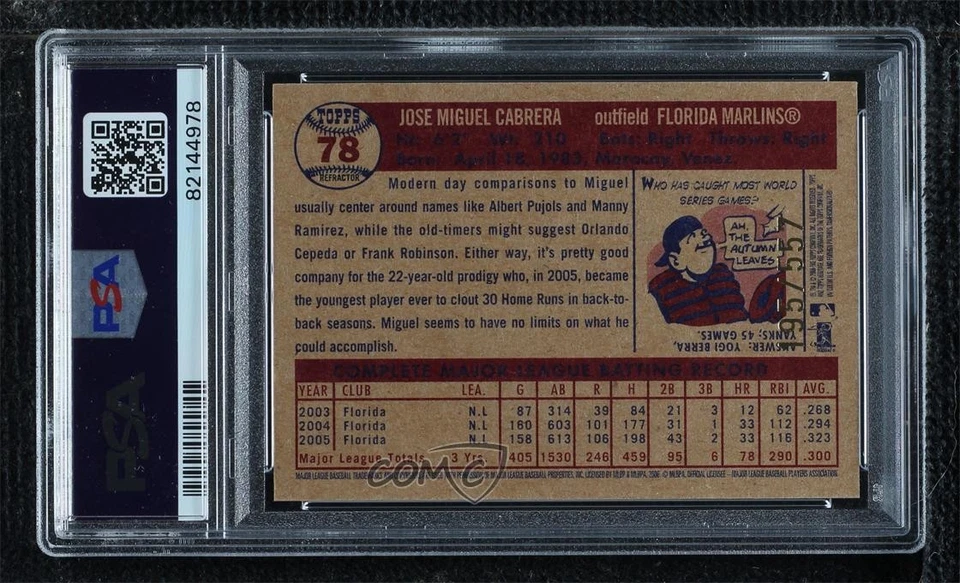 82144978
PSA
PSA
TOPPS
78
REFRACTOR
JOSE MIGUEL CABRERA outfield FLORIDA MARLINS®
Ht: 6'2" Wt: 210 Bats: Right Throws: Right
Born: April 18, 1983, Maracay, Venez.
Modern day comparisons to Miguel
usually center around names like Albert Pujols and Manny
Ramirez, while the old-timers might suggest Orlando
Cepeda or Frank Robinson. Either way, it's pretty good
company for the 22-year-old prodigy who, in 2005, became
the youngest player ever to clout 30 Home Runs in back-to-
back seasons. Miguel seems to have no limits on what he
could accomplish.
WHO HAS CAUGHT MOST WORLD
SERIES GAMES?
AH,
THE
AUTUMN
LEAVES
ANSWER: YOGI BERRA,
YANKS; 45 GAMES.
COMPLETE MAJOR LEAGUE BATTING RECORD
YEAR CLUB LEA. G AB R H 2B 3B HR RBI AVG.
2003 Florida N.L 87 314 39 84 21 3 12 62 .268
2004 Florida N.L 160 603 101 177 31 1 33 112 .294
2005 Florida N.L 158 613 106 198 43 2 33 116 .323
Major League Totals 3 Yrs. 405 1530 246 459 95 6 78 290 .300
COMC